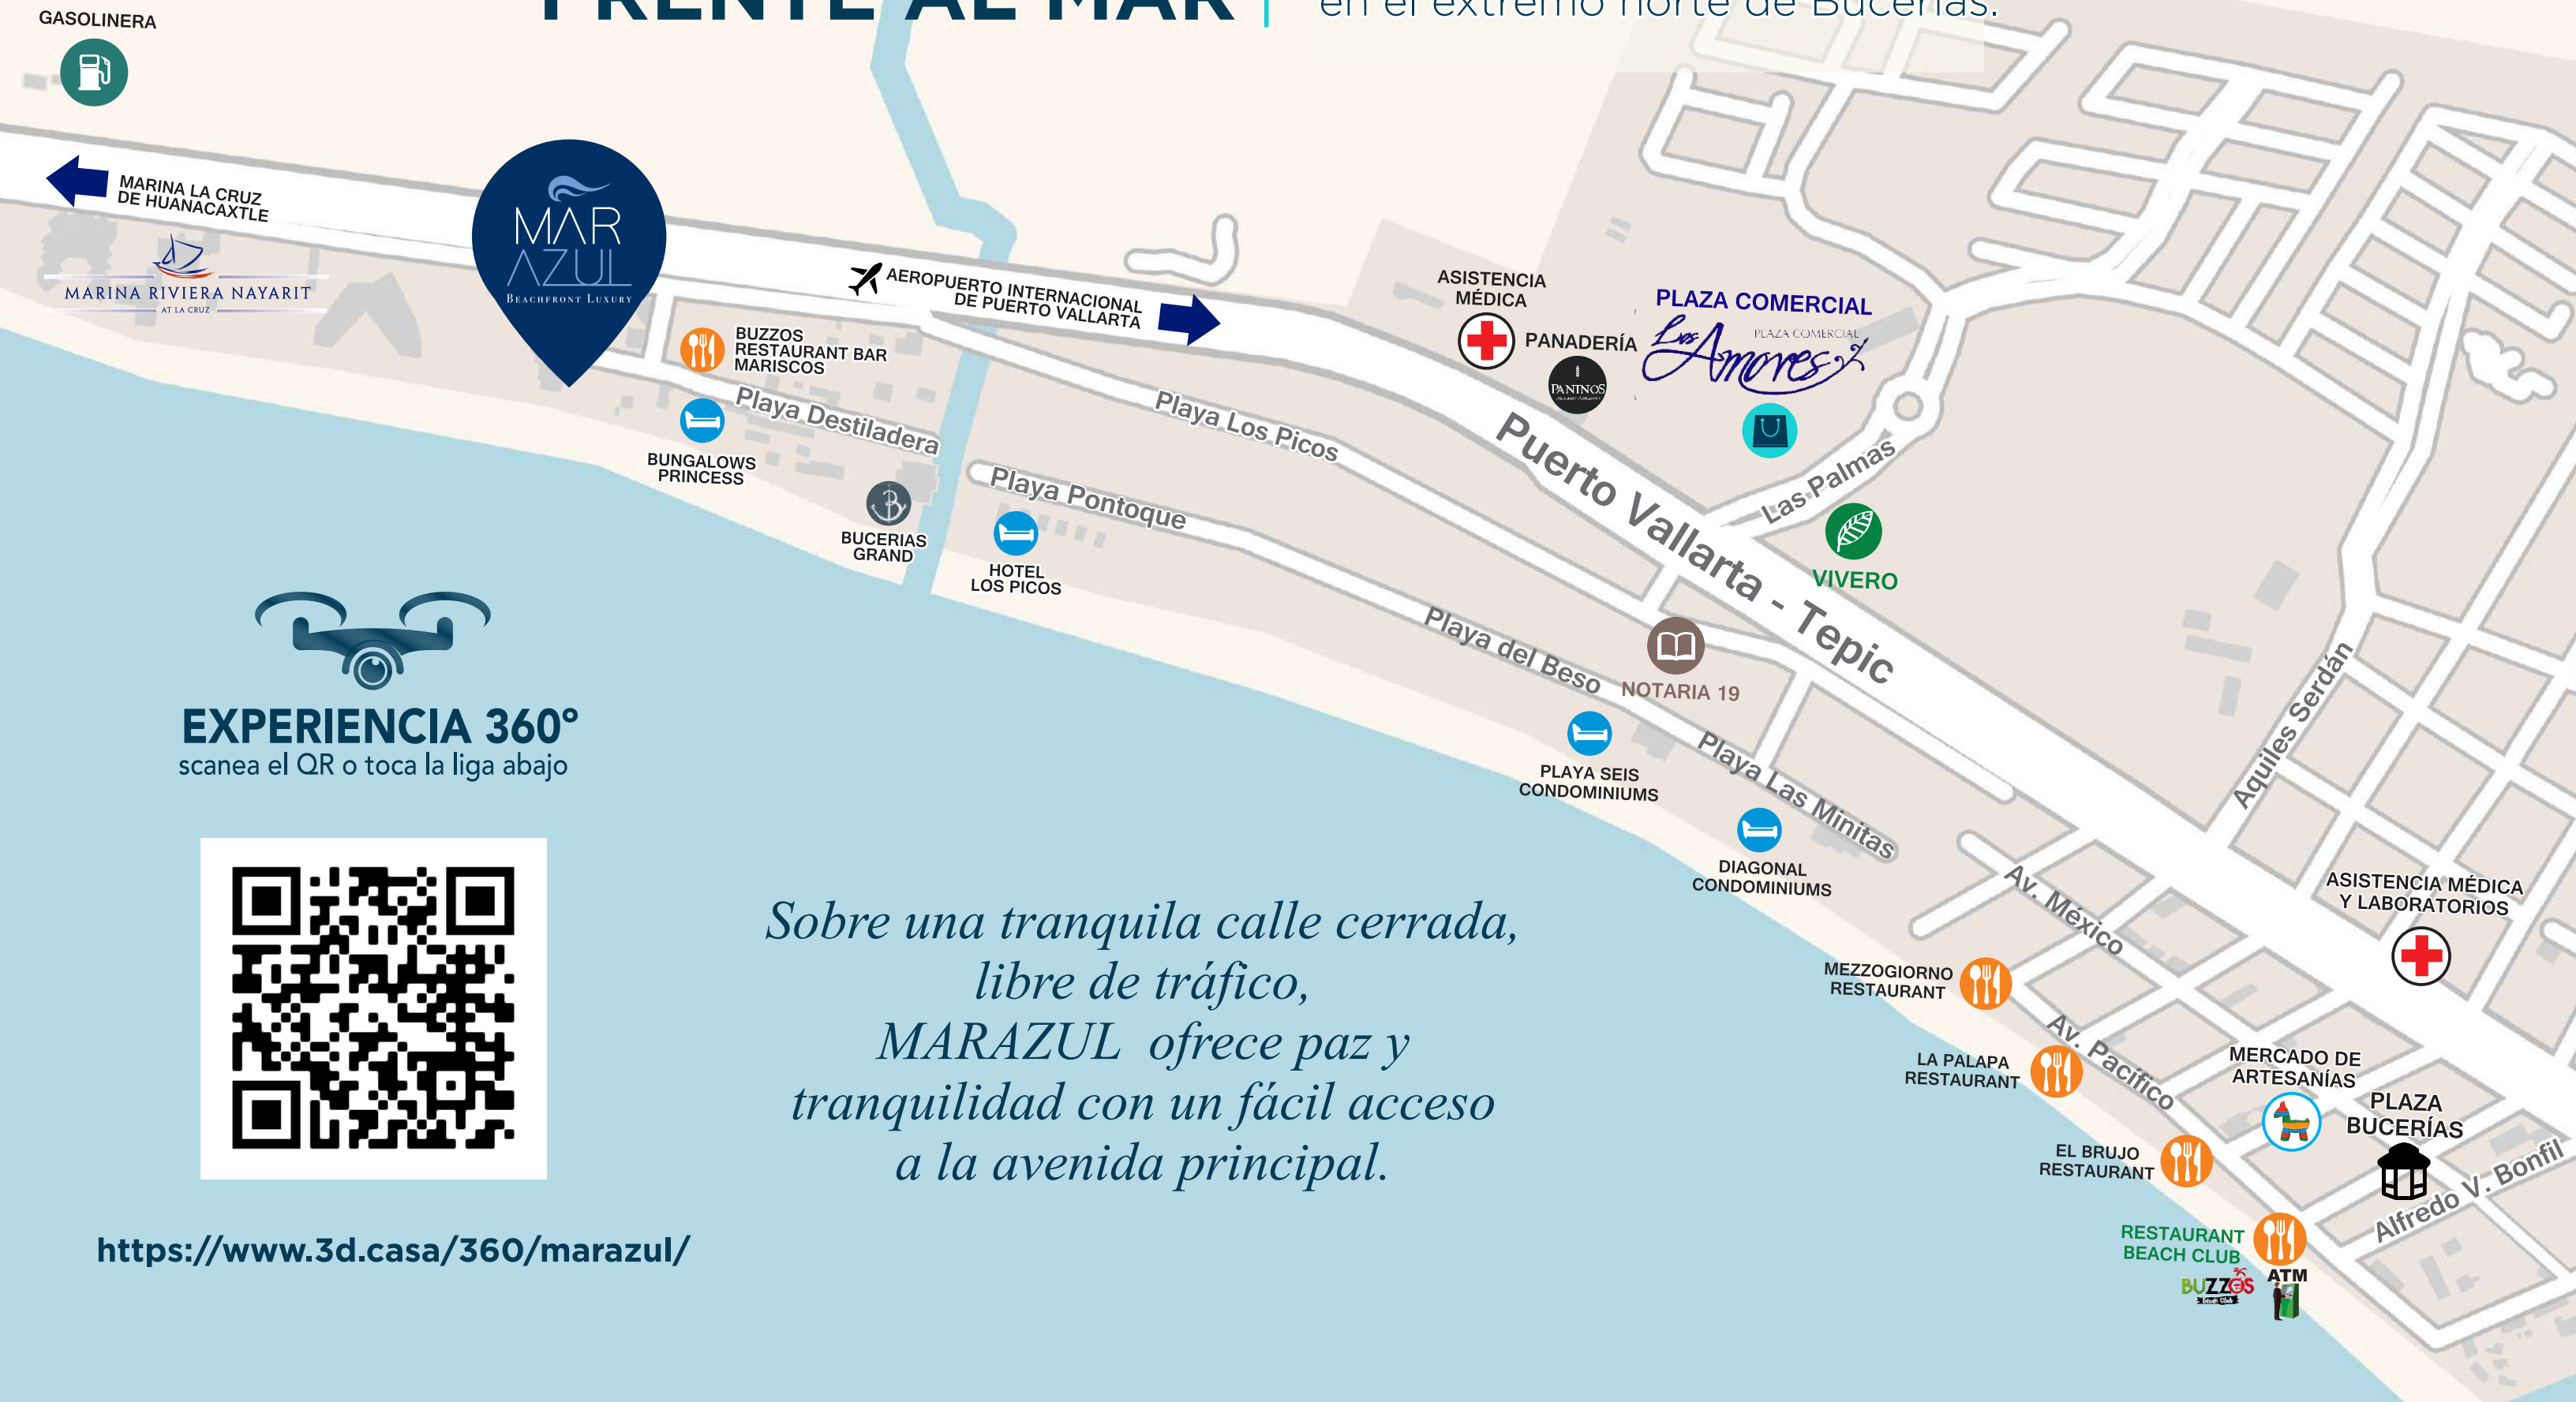 FRENTE AL MAR
en el extremo norte de Bucerías.
GASOLINERA
MARINA LA CRUZ
DE HUANACAXTLE
MARINA RIVIERA NAYARIT
AT LA CRUZ
MAR
AZUL
BEACHFRONT LUXURY
AEROPUERTO INTERNACIONAL
DE PUERTO VALLARTA
BUZZOS
RESTAURANT BAR
MARISCOS
Playa Destiladera
BUNGALOWS
PRINCESS
BUCERIAS
GRAND
Playa Los Picos
Playa Pontoque
HOTEL
LOS PICOS
ASISTENCIA
MÉDICA
PANADERÍA
PANINOS
PLAZA COMERCIAL
PLAZA COMERCIAL
Los Amores
Puerto Vallarta - Tepic
Las Palmas
VIVERO
Playa del Beso
NOTARIA 19
PLAYA SEIS
CONDOMINIUMS
Playa Las Minitas
DIAGONAL
CONDOMINIUMS
Aquiles Serdán
Av. México
ASISTENCIA MÉDICA
Y LABORATORIOS
MEZZOGIORNO
RESTAURANT
Av. Pacífico
LA PALAPA
RESTAURANT
MERCADO DE
ARTESANÍAS
PLAZA
BUCERÍAS
EL BRUJO
RESTAURANT
Alfredo V. Bonfil
RESTAURANT
BEACH CLUB
BUZZOS
Beach Club
ATM
EXPERIENCIA 360º
scanea el QR o toca la liga abajo
https://www.3d.casa/360/marazul/
Sobre una tranquila calle cerrada,
libre de tráfico,
MARAZUL ofrece paz y
tranquilidad con un fácil acceso
a la avenida principal.